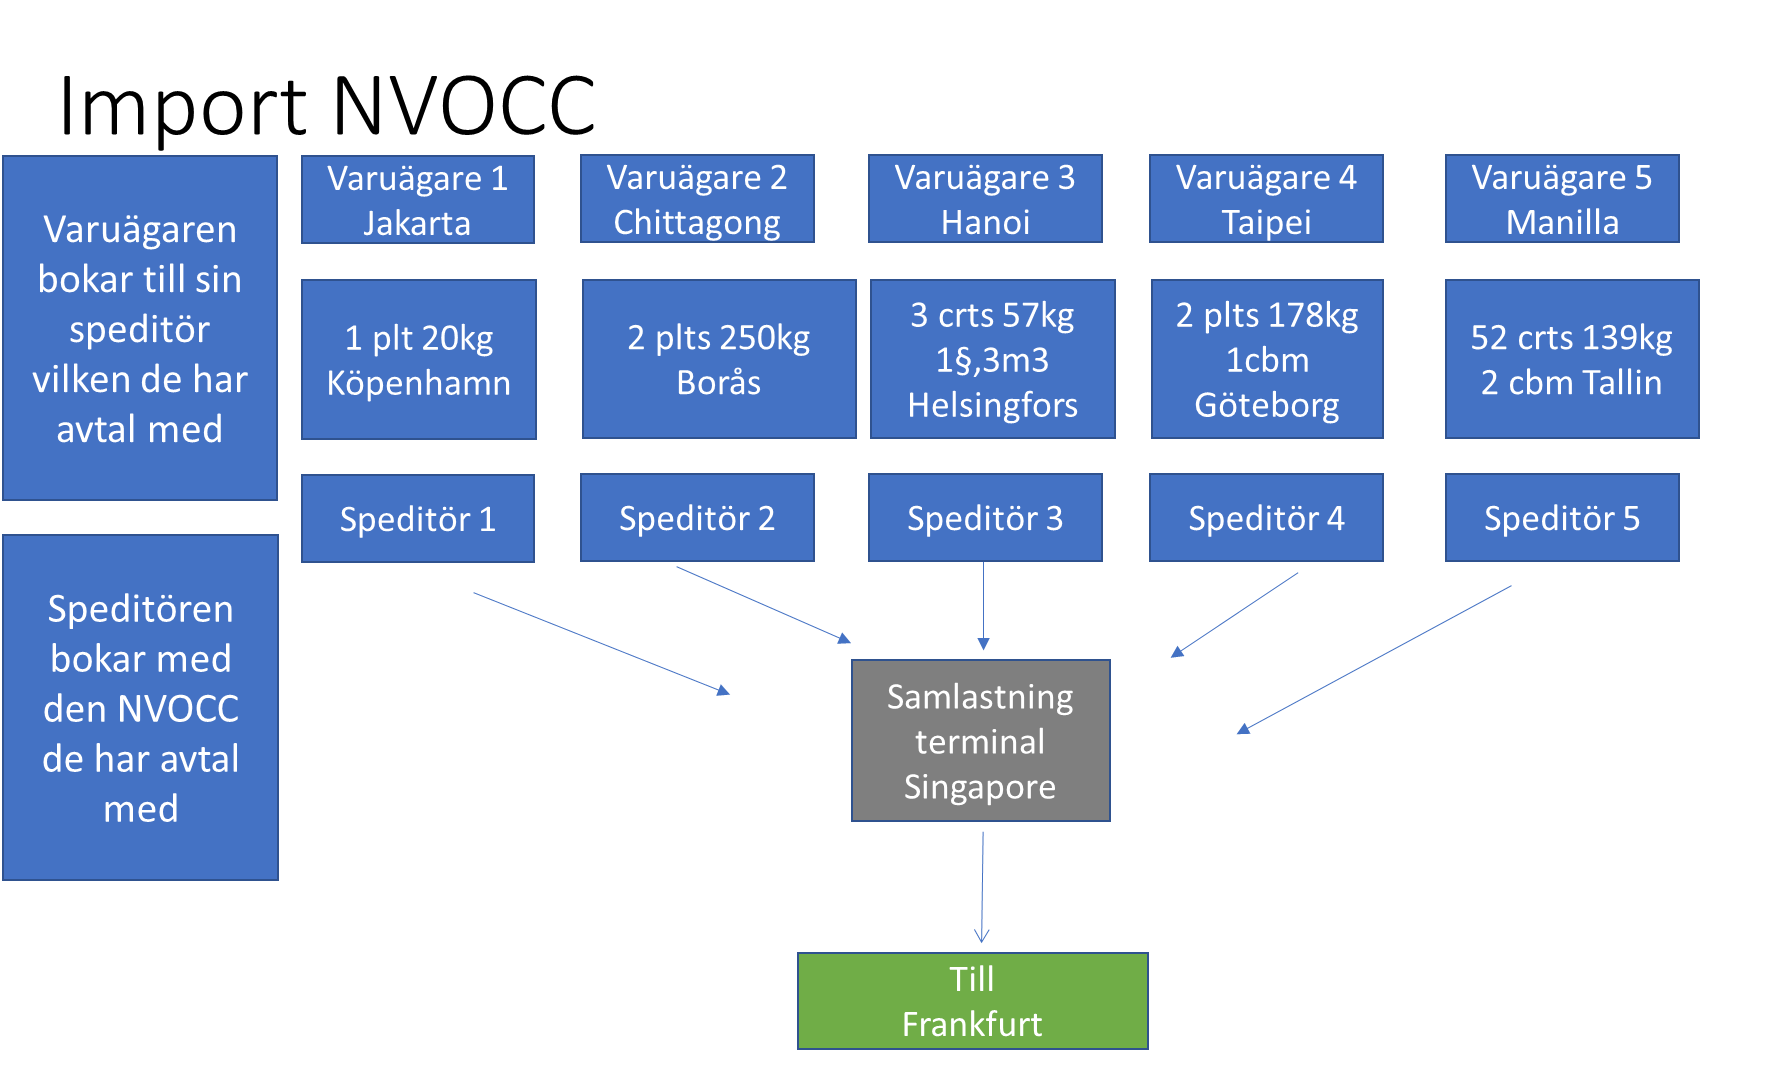 Import NVOCC
Varuägaren
bokar till sin
speditör
vilken de har
avtal med
Speditören
bokar med
den NVOCC
de har avtal
med
Varuägare 1
Jakarta
Varuägare 2
Chittagong
Varuägare 3
Hanoi
Varuägare 4
Taipei
Varuägare 5
Manilla
1 plt 20kg
Köpenhamn
2 plts 250kg
Borås
3 crts 57kg
1§,3m3
Helsingfors
2 plts 178kg
1cbm
Göteborg
52 crts 139kg
2 cbm Tallin
Speditör 1
Speditör 2
Speditör 3
Speditör 4
Speditör 5
Samlastning
terminal
Singapore
Till
Frankfurt